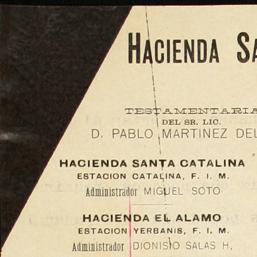 HACIENDA SA
TESTAMENTARIA
DEL SR. LIC.
D. PABLO MARTINEZ DEL
HACIENDA SANTA CATALINA
ESTACION CATALINA, F. I. M.
Administrador MIGUEL SOTO
HACIENDA EL ALAMO
ESTACION YERBANIS, F. I. M.
Administrador DIONISIO SALAS H,